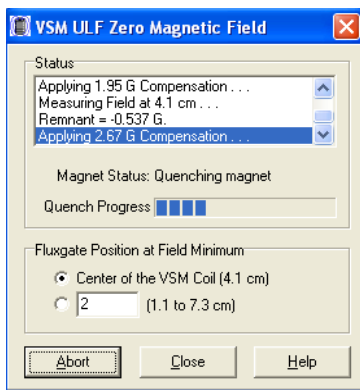 VSM ULF Zero Magnetic Field
Status
Applying 1.95 G Compensation . . .
Measuring Field at 4.1 cm . . .
Remnant = -0.537 G.
Applying 2.67 G Compensation . . .
Magnet Status: Quenching magnet
Quench Progress
Fluxgate Position at Field Minimum
Center of the VSM Coil (4.1 cm)
2 (1.1 to 7.3 cm)
Abort Close Help